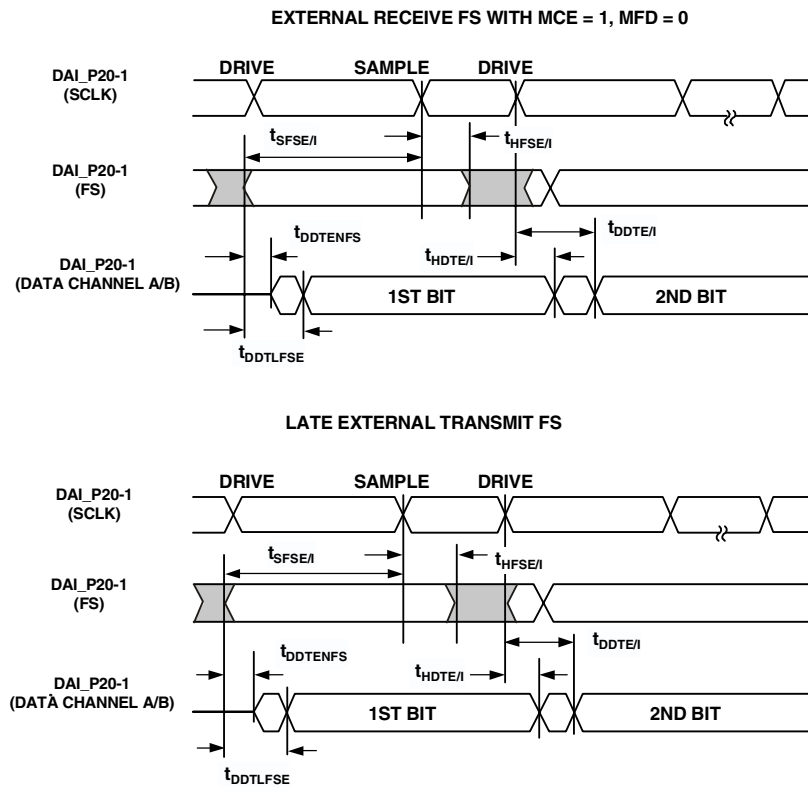 EXTERNAL RECEIVE FS WITH MCE = 1, MFD = 0
DAI_P20-1
(SCLK)
DRIVE SAMPLE DRIVE
tSFSE/I
tHFSE/I
DAI_P20-1
(FS)
tDDTENFS
tHDTE/I
tDDTE/I
DAI_P20-1
(DATA CHANNEL A/B)
1ST BIT 2ND BIT
tDDTLFSE
LATE EXTERNAL TRANSMIT FS
DAI_P20-1
(SCLK)
DRIVE SAMPLE DRIVE
tSFSE/I
tHFSE/I
DAI_P20-1
(FS)
tDDTENFS
tHDTE/I
tDDTE/I
DAI_P20-1
(DATA CHANNEL A/B)
1ST BIT 2ND BIT
tDDTLFSE